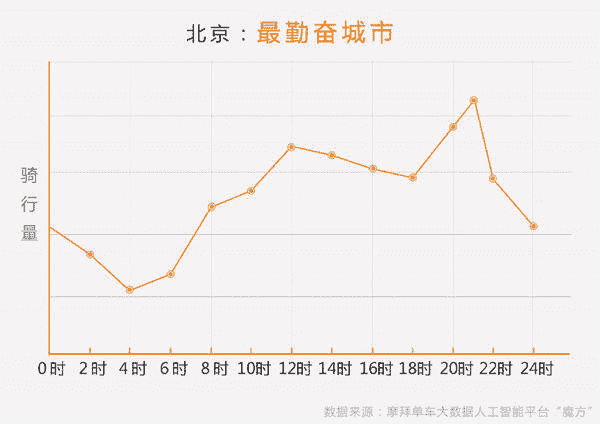 北京：最勤奋城市
骑
行
量
0时 2时 4时 6时 8时 10时 12时 14时 16时 18时 20时 22时 24时
数据来源：摩拜单车大数据人工智能平台“魔方”